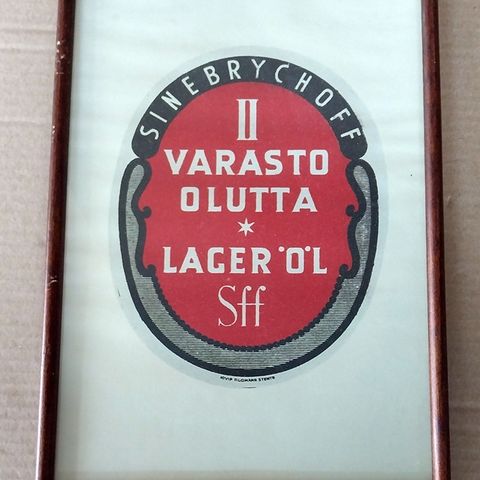 SINEBRYCHOFF
II
VARASTO
OLUTTA
LAGER ÖL
Sff